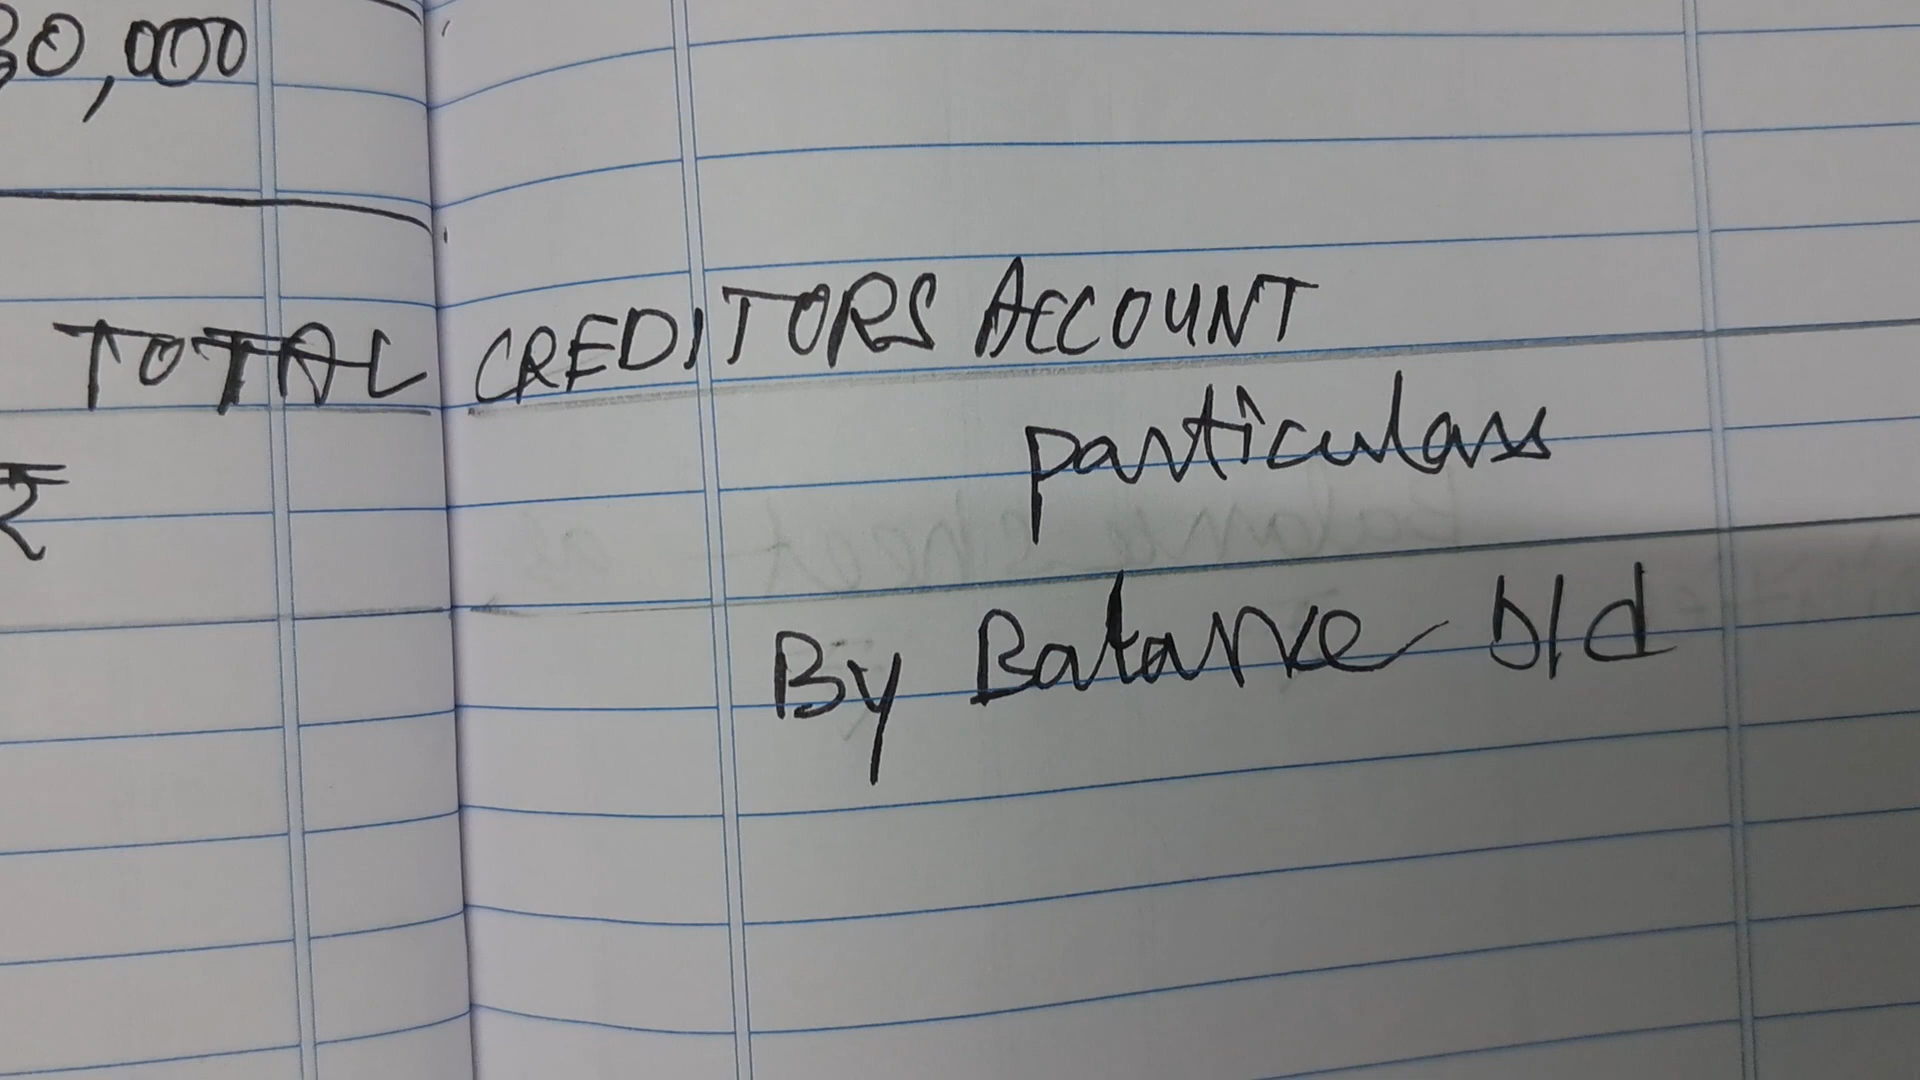 30,000
TOTAL CREDITORS ACCOUNT
particulars
₹
By Balance b/d